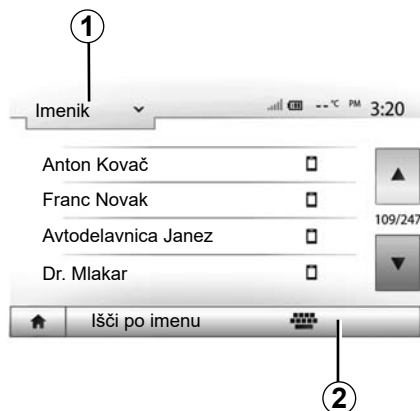 1
Imenik
--°C PM 3:20
Anton Kovač
Franc Novak
109/247
Avtodelavnica Janez
Dr. Mlakar
Išči po imenu
2